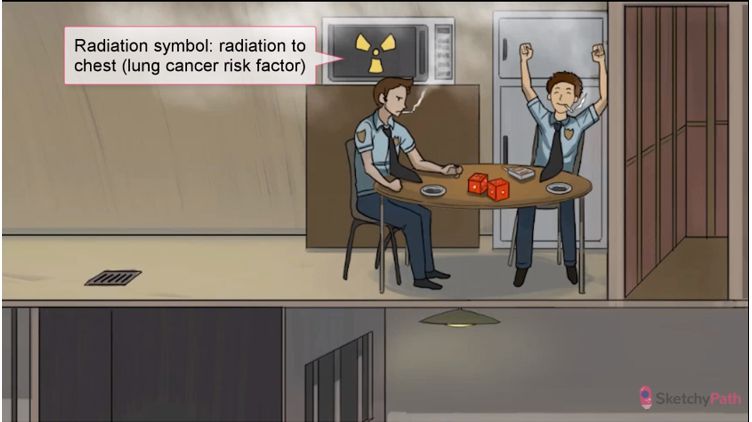 Radiation symbol: radiation to
chest (lung cancer risk factor)
SketchyPath